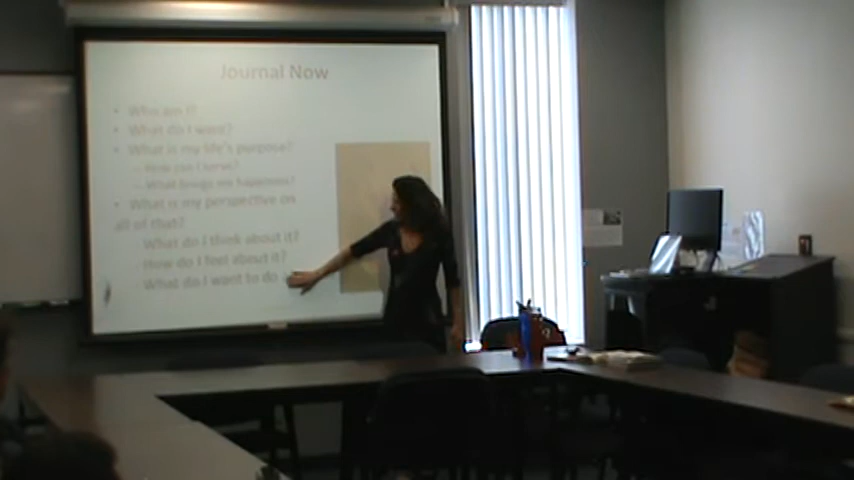 Journal Now
• Who am I?
• What do I want?
• What is my life's purpose?
– How can I serve?
– What brings me happiness?
• What is my perspective on
all of that?
What do I think about it?
How do I feel about it?
What do I want to do